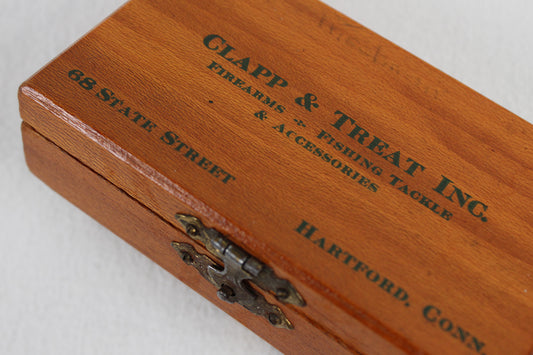 CLAPP & TREAT INC.
FIREARMS - FISHING TACKLE
& ACCESSORIES
68 STATE STREET
HARTFORD, CONN.